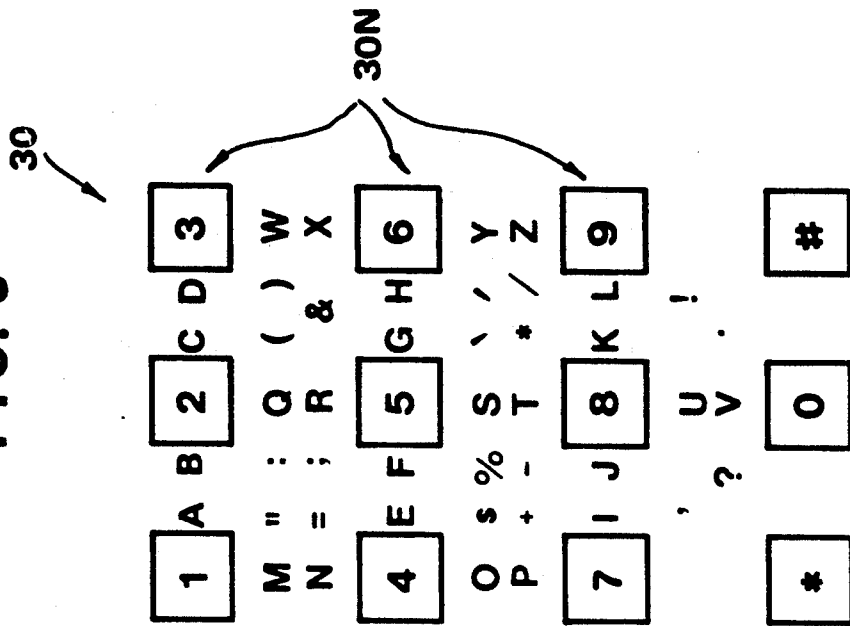 30
1 A B 2 C D 3
M " : Q ( ) W
N = ; R & X
30N
4 E F 5 G H 6
O $ % S ` ' Y
P + - T * / Z
7 I J 8 K L 9
, U !
? V .
* 0 #